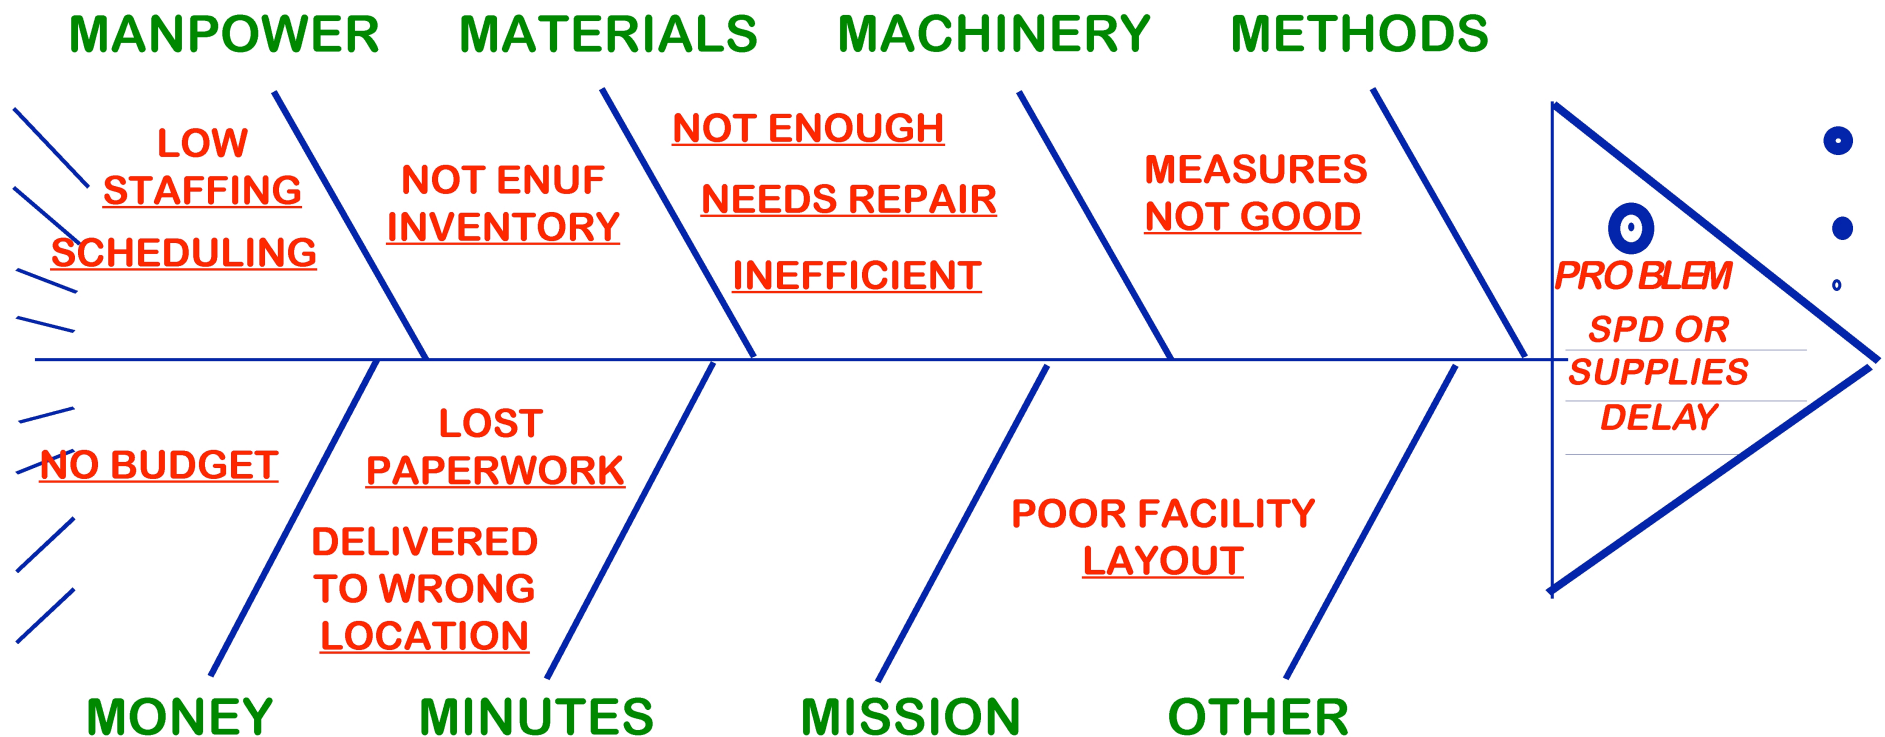 MANPOWER
MATERIALS
MACHINERY
METHODS
LOW
STAFFING
SCHEDULING
NOT ENUF
INVENTORY
NOT ENOUGH
NEEDS REPAIR
INEFFICIENT
MEASURES
NOT GOOD
PROBLEM
SPD OR
SUPPLIES
DELAY
NO BUDGET
LOST
PAPERWORK
DELIVERED
TO WRONG
LOCATION
POOR FACILITY
LAYOUT
MONEY
MINUTES
MISSION
OTHER